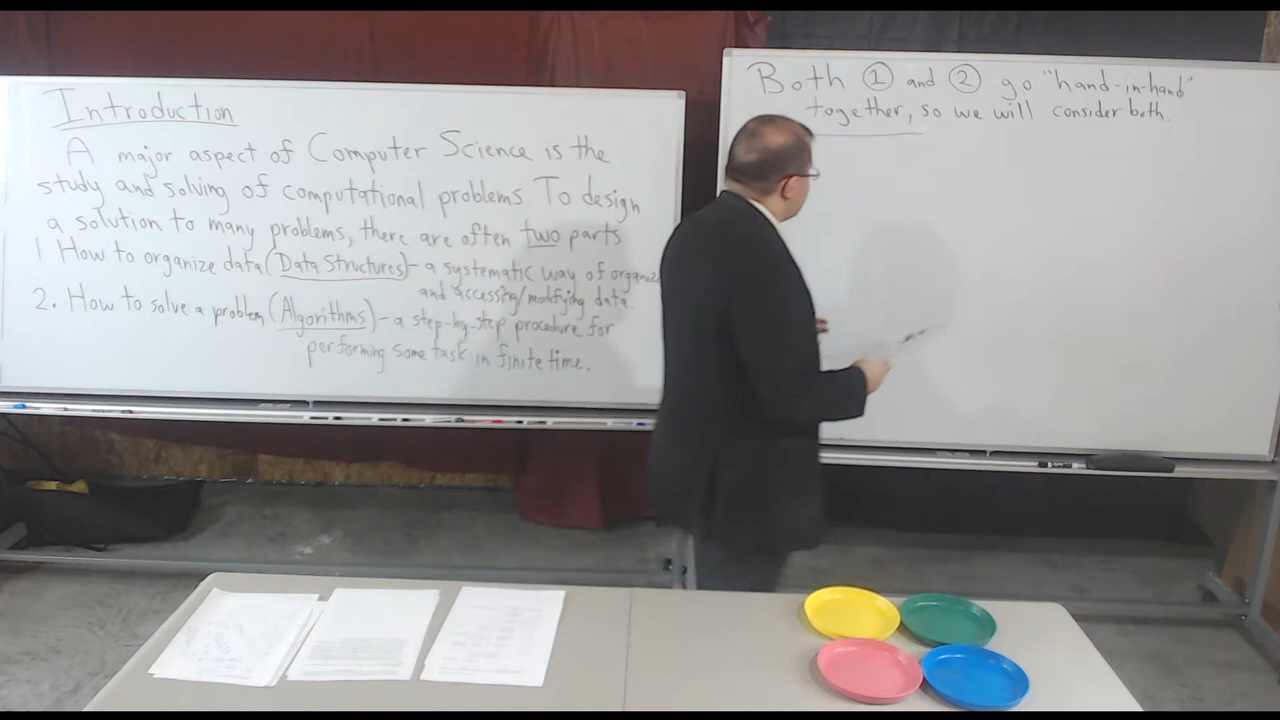 Introduction
A major aspect of Computer Science is the
study and solving of computational problems. To design
a solution to many problems, there are often two parts
1 How to organize data (Data Structures) - a systematic way of organiz
and accessing/modifying data.
2. How to solve a problem (Algorithms) - a step-by-step procedure for
performing some task in finite time.
Both ① and ② go "hand-in-hand"
together, so we will consider both.